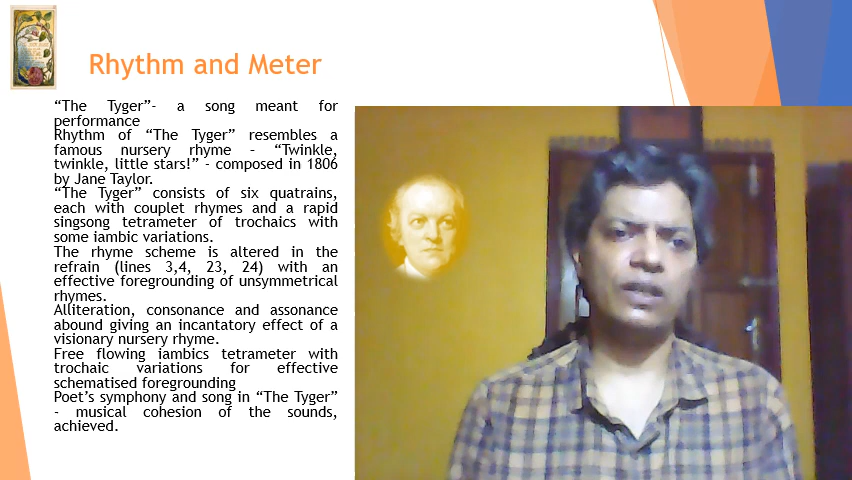 Rhythm and Meter
“The Tyger”- a song meant for
performance
Rhythm of “The Tyger” resembles a
famous nursery rhyme – “Twinkle,
twinkle, little stars!” - composed in 1806
by Jane Taylor.
“The Tyger” consists of six quatrains,
each with couplet rhymes and a rapid
singsong tetrameter of trochaics with
some iambic variations.
The rhyme scheme is altered in the
refrain (lines 3,4, 23, 24) with an
effective foregrounding of unsymmetrical
rhymes.
Alliteration, consonance and assonance
abound giving an incantatory effect of a
visionary nursery rhyme.
Free flowing iambics tetrameter with
trochaic variations for effective
schematised foregrounding
Poet’s symphony and song in “The Tyger”
- musical cohesion of the sounds,
achieved.